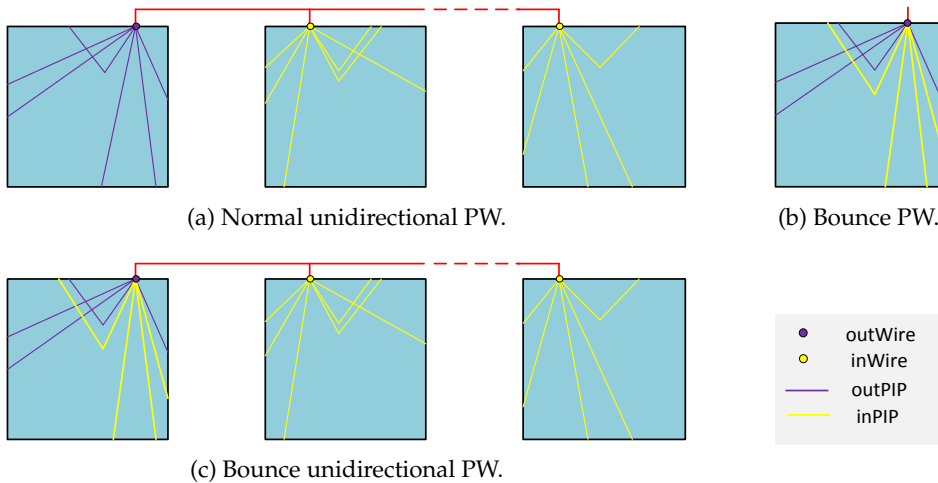 (a) Normal unidirectional PW.
(b) Bounce PW.
(c) Bounce unidirectional PW.
outWire
inWire
outPIP
inPIP